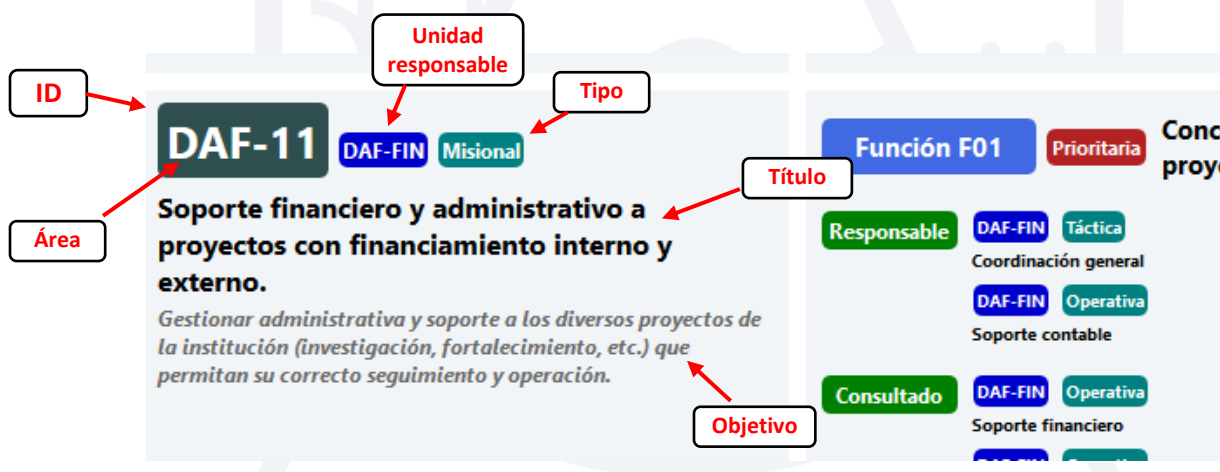 Unidad
responsable
ID
Tipo
DAF-11
DAF-FIN
Misional
Título
Área
Soporte financiero y administrativo a
proyectos con financiamiento interno y
externo.
Gestionar administrativa y soporte a los diversos proyectos de
la institución (investigación, fortalecimiento, etc.) que
permitan su correcto seguimiento y operación.
Objetivo
Función F01
Prioritaria
Responsable
DAF-FIN
Táctica
Coordinación general
DAF-FIN
Operativa
Soporte contable
Consultado
DAF-FIN
Operativa
Soporte financiero